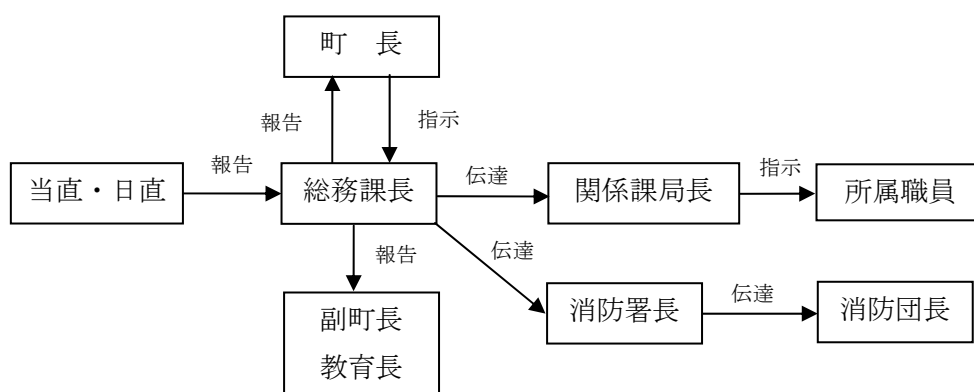 町　長
報告
指示
当直・日直
報告
総務課長
伝達
関係課局長
指示
所属職員
報告
伝達
副町長
教育長
消防署長
伝達
消防団長